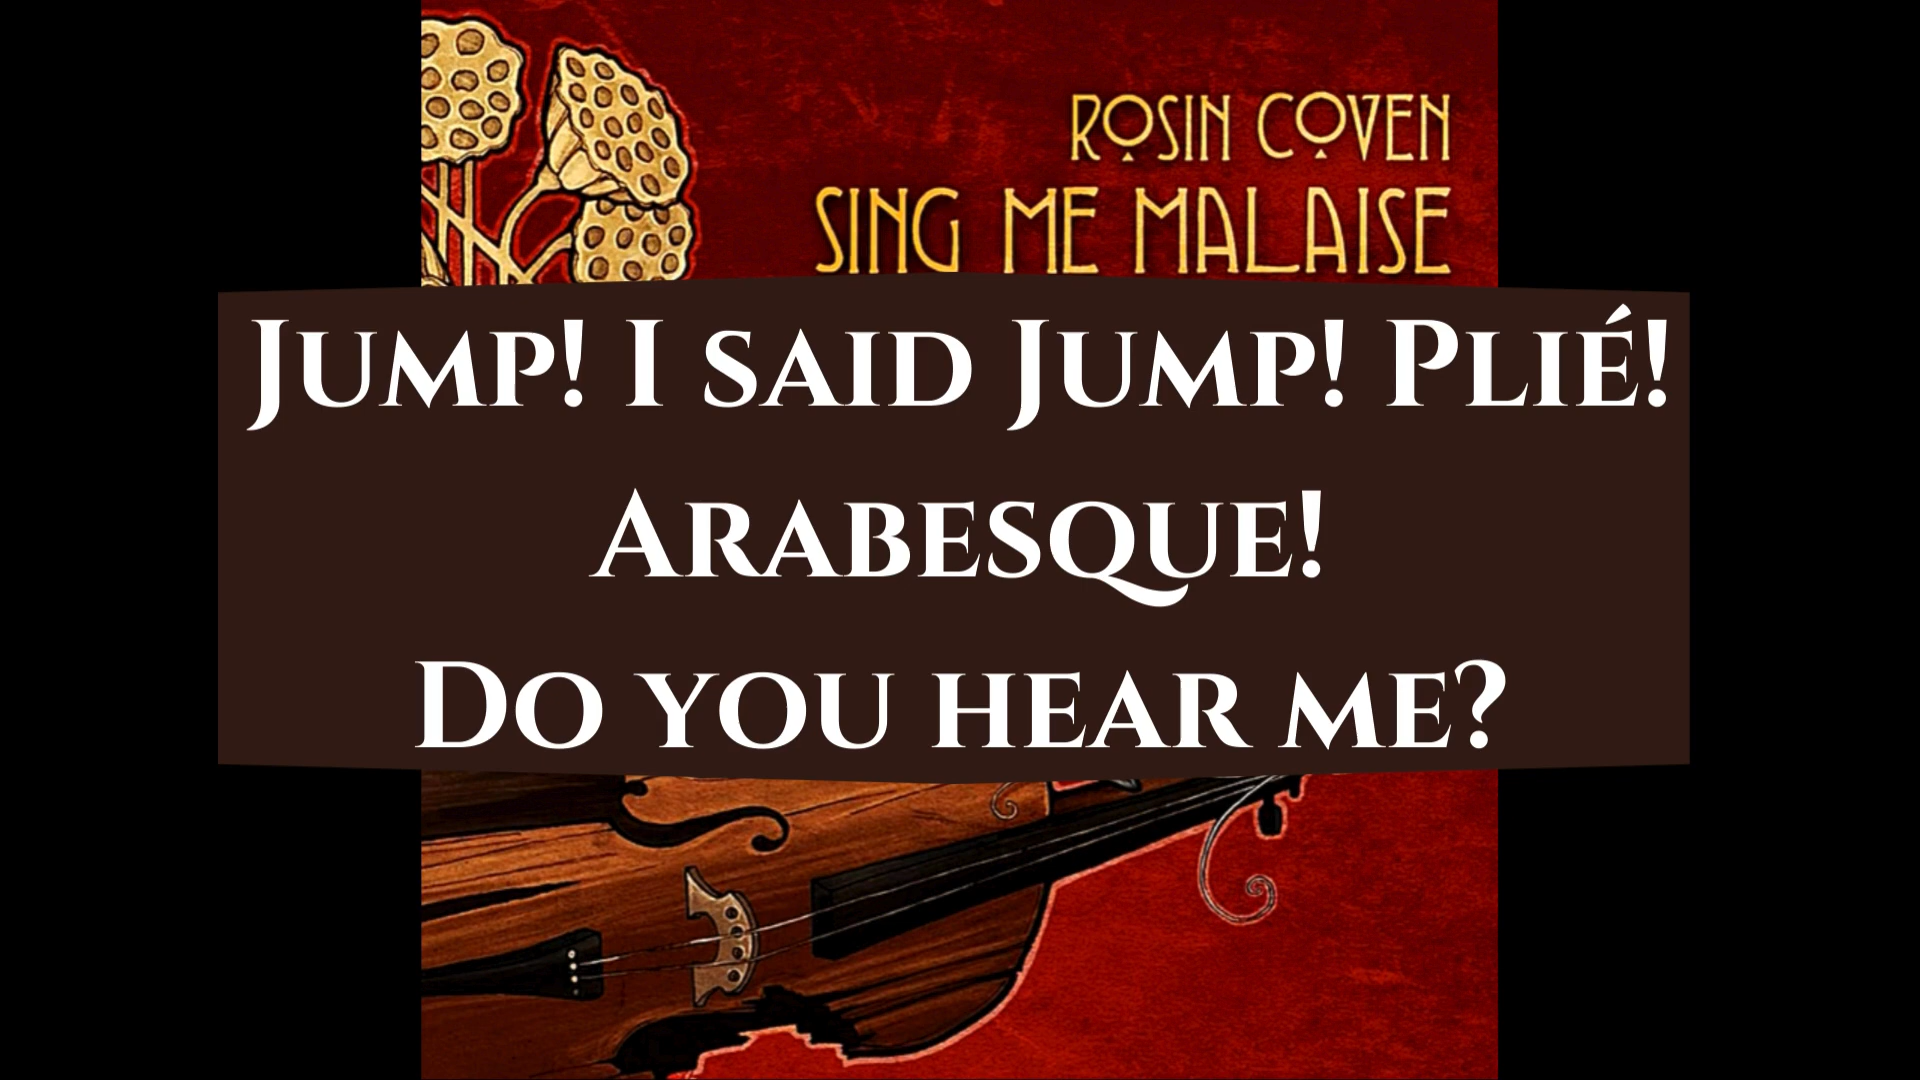 ROSIN COVEN
SING ME MALAISE
Jump! I said Jump! Plié!
Arabesque!
Do you hear me?